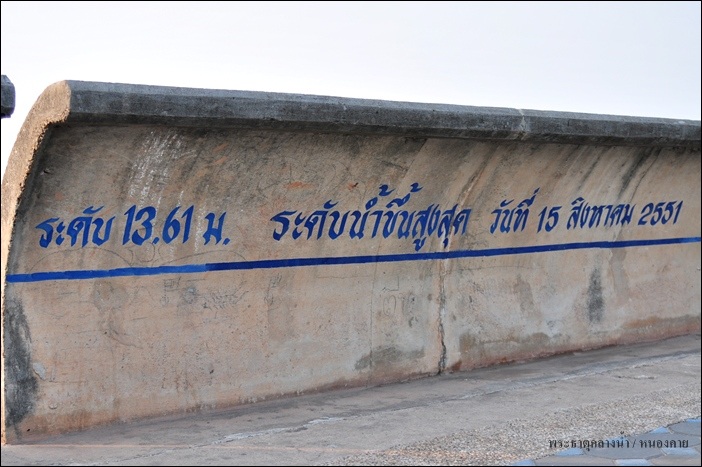 ระดับ 13.61 ม. ระดับน้ำขึ้นสูงสุด วันที่ 15 สิงหาคม 2551
พระธาตุกลางน้ำ / หนองคาย